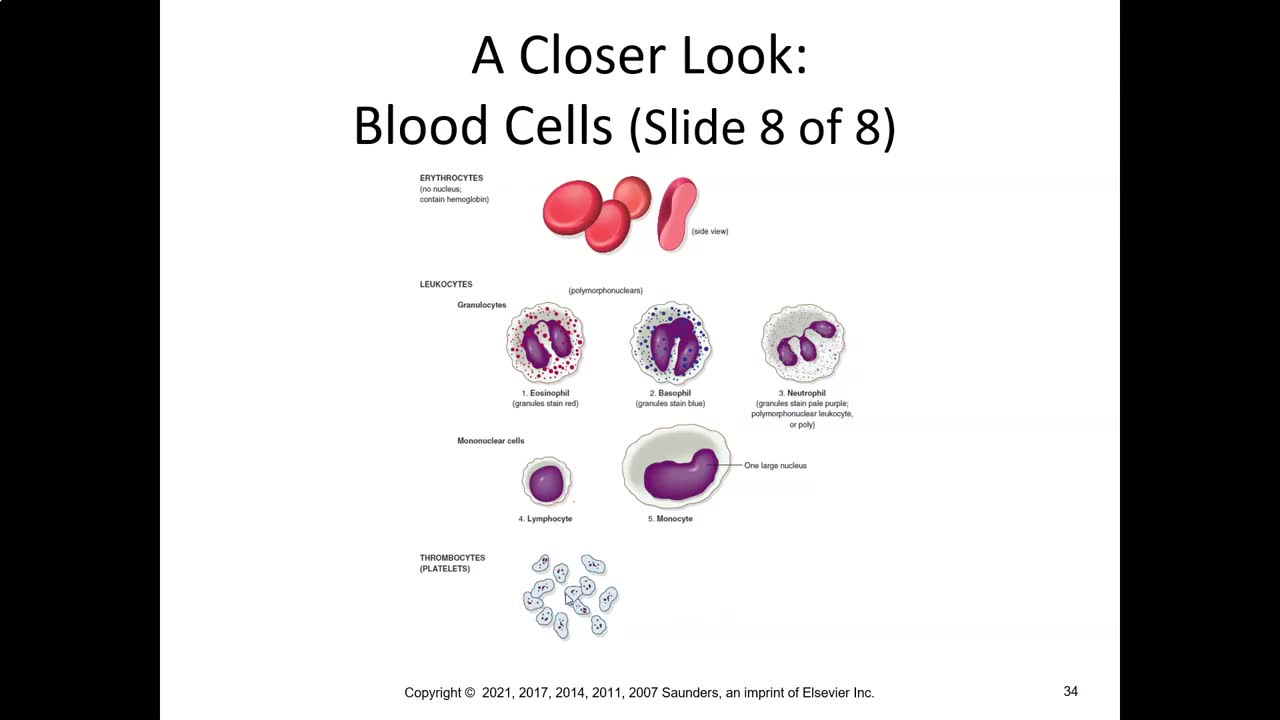 A Closer Look:
Blood Cells (Slide 8 of 8)
ERYTHROCYTES
(no nucleus;
contain hemoglobin)
(side view)
LEUKOCYTES
(polymorphonuclears)
Granulocytes
1. Eosinophil
(granules stain red)
2. Basophil
(granules stain blue)
3. Neutrophil
(granules stain pale purple;
polymorphonuclear leukocyte,
or poly)
Mononuclear cells
One large nucleus
4. Lymphocyte
5. Monocyte
THROMBOCYTES
(PLATELETS)
Copyright © 2021, 2017, 2014, 2011, 2007 Saunders, an imprint of Elsevier Inc.
34